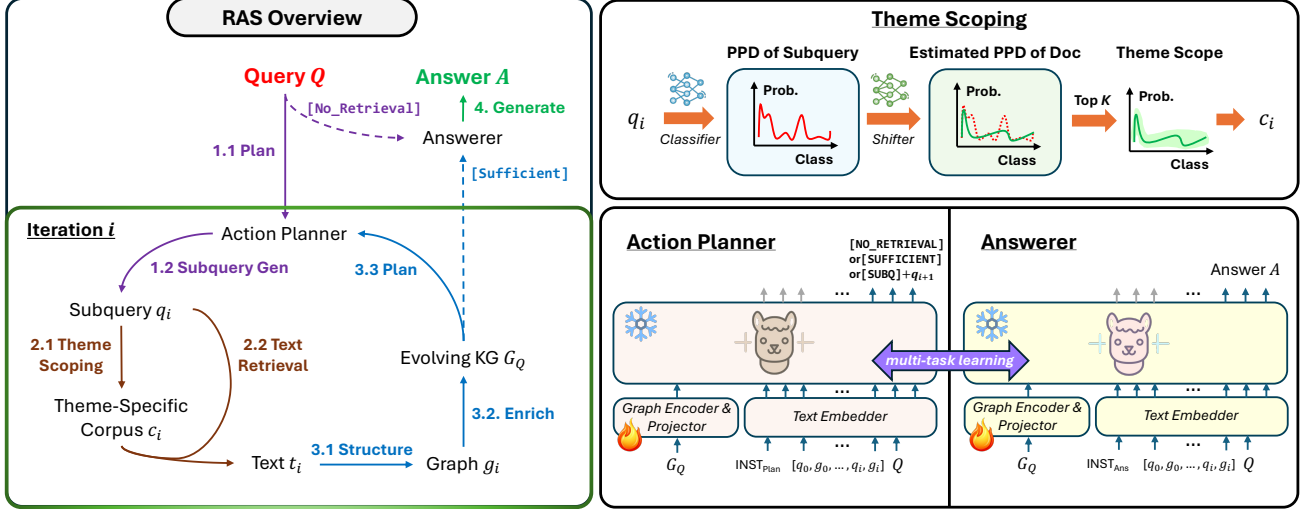 RAS Overview
Query Q
Answer A
[No_Retrieval]
4. Generate
Answerer
1.1 Plan
[Sufficient]
Iteration i
Action Planner
1.2 Subquery Gen
3.3 Plan
Subquery qᵢ
2.1 Theme
Scoping
2.2 Text
Retrieval
Evolving KG G_Q
Theme-Specific
Corpus cᵢ
3.2. Enrich
3.1 Structure
Text tᵢ
Graph gᵢ
Theme Scoping
PPD of Subquery
Estimated PPD of Doc
Theme Scope
qᵢ
Classifier
Prob.
Class
Shifter
Prob.
Class
Top K
Prob.
Class
cᵢ
Action Planner
[NO_RETRIEVAL]
or[SUFFICIENT]
or[SUBQ]+qᵢ₊₁
...
multi-task learning
Graph Encoder &
Projector
...
Text Embedder
...
G_Q
INST_Plan
[q₀, g₀, ..., qᵢ, gᵢ]
Q
Answerer
Answer A
...
Graph Encoder &
Projector
...
Text Embedder
...
G_Q
INST_Ans
[q₀, g₀, ..., qᵢ, gᵢ]
Q